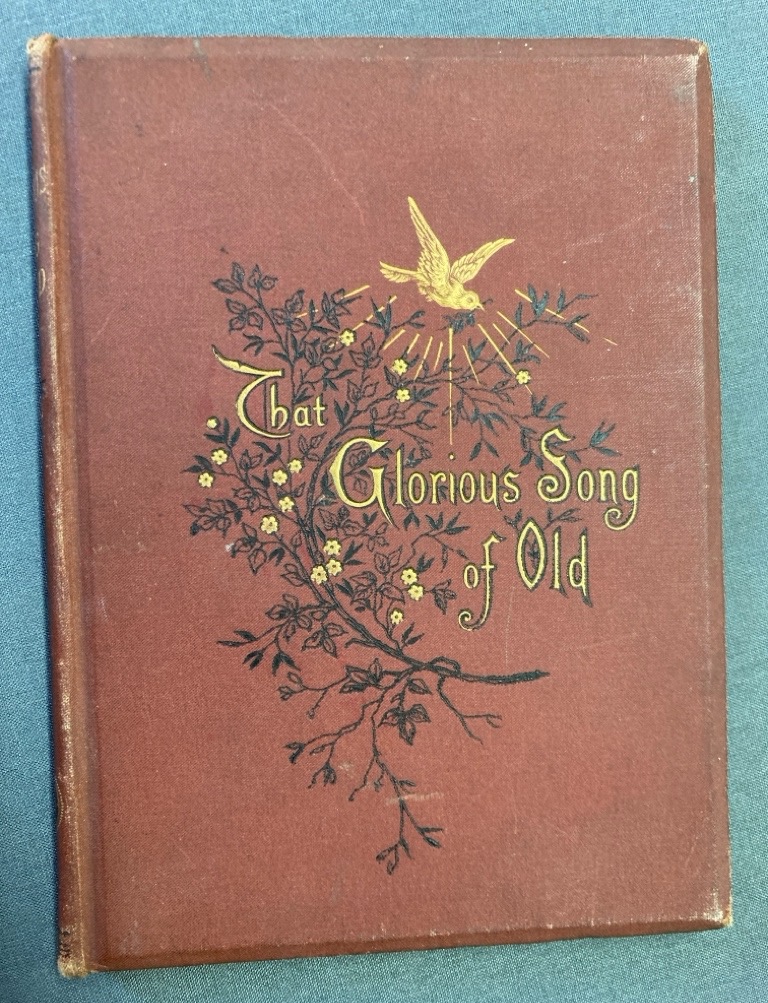 That
Glorious Song
of Old